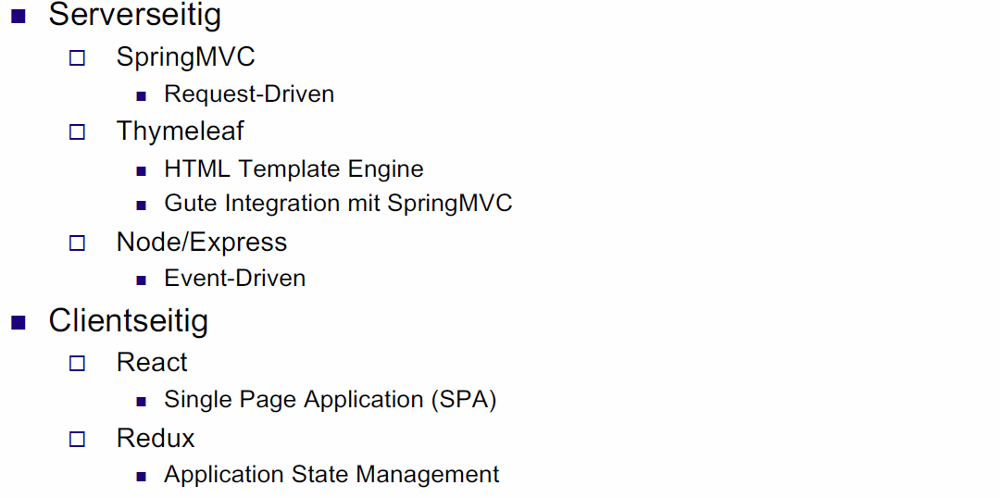 Serverseitig
SpringMVC
Request-Driven
Thymeleaf
HTML Template Engine
Gute Integration mit SpringMVC
Node/Express
Event-Driven
Clientseitig
React
Single Page Application (SPA)
Redux
Application State Management